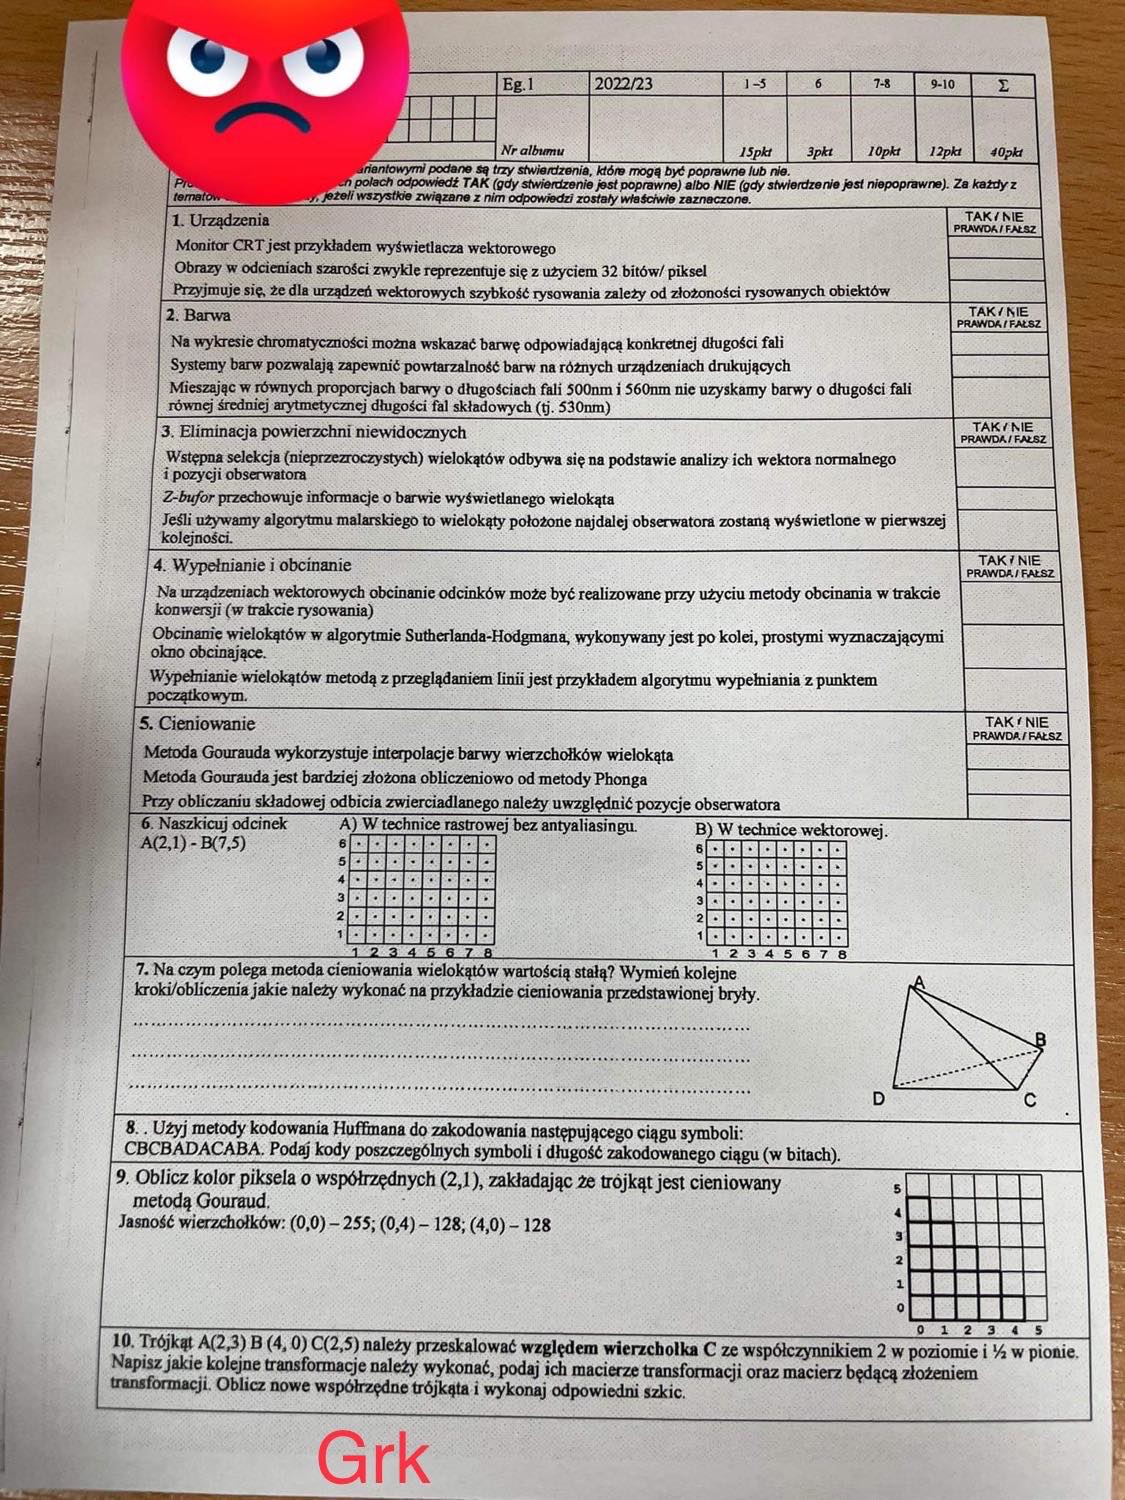 Eg.1 2022/23 1-5 6 7-8 9-10 Σ
Nr albumu 15pkt 3pkt 10pkt 12pkt 40pkt
podane są trzy stwierdzenia, które mogą być poprawne lub nie.
polach odpowiedź TAK (gdy stwierdzenie jest poprawne) albo NIE (gdy stwierdzenie jest niepoprawne). Za każdy z
jeżeli wszystkie związane z nim odpowiedzi zostały właściwie zaznaczone.
1. Urządzenia TAK / NIE
PRAWDA / FAŁSZ
Monitor CRT jest przykładem wyświetlacza wektorowego
Obrazy w odcieniach szarości zwykle reprezentuje się z użyciem 32 bitów/ piksel
Przyjmuje się, że dla urządzeń wektorowych szybkość rysowania zależy od złożoności rysowanych obiektów
2. Barwa TAK / NIE
PRAWDA / FAŁSZ
Na wykresie chromatyczności można wskazać barwę odpowiadającą konkretnej długości fali
Systemy barw pozwalają zapewnić powtarzalność barw na różnych urządzeniach drukujących
Mieszając w równych proporcjach barwy o długościach fali 500nm i 560nm nie uzyskamy barwy o długości fali
równej średniej arytmetycznej długości fal składowych (tj. 530nm)
3. Eliminacja powierzchni niewidocznych TAK / NIE
PRAWDA / FAŁSZ
Wstępna selekcja (nieprzezroczystych) wielokątów odbywa się na podstawie analizy ich wektora normalnego
i pozycji obserwatora
Z-bufor przechowuje informacje o barwie wyświetlanego wielokąta
Jeśli używamy algorytmu malarskiego to wielokąty położone najdalej obserwatora zostaną wyświetlone w pierwszej
kolejności.
4. Wypełnianie i obcinanie TAK / NIE
PRAWDA / FAŁSZ
Na urządzeniach wektorowych obcinanie odcinków może być realizowane przy użyciu metody obcinania w trakcie
konwersji (w trakcie rysowania)
Obcinanie wielokątów w algorytmie Sutherlanda-Hodgmana, wykonywany jest po kolei, prostymi wyznaczającymi
okno obcinające.
Wypełnianie wielokątów metodą z przeglądaniem linii jest przykładem algorytmu wypełniania z punktem
początkowym.
5. Cieniowanie TAK / NIE
PRAWDA / FAŁSZ
Metoda Gourauda wykorzystuje interpolacje barwy wierzchołków wielokąta
Metoda Gourauda jest bardziej złożona obliczeniowo od metody Phonga
Przy obliczaniu składowej odbicia zwierciadlanego należy uwzględnić pozycje obserwatora
6. Naszkicuj odcinek
A(2,1) - B(7,5)
A) W technice rastrowej bez antyaliasingu.
6
5
4
3
2
1
1 2 3 4 5 6 7 8
B) W technice wektorowej.
6
5
4
3
2
1
1 2 3 4 5 6 7 8
7. Na czym polega metoda cieniowania wielokątów wartością stałą? Wymień kolejne
kroki/obliczenia jakie należy wykonać na przykładzie cieniowania przedstawionej bryły.
A
B
D C
8. . Użyj metody kodowania Huffmana do zakodowania następującego ciągu symboli:
CBCBADACABA. Podaj kody poszczególnych symboli i długość zakodowanego ciągu (w bitach).
9. Oblicz kolor piksela o współrzędnych (2,1), zakładając że trójkąt jest cieniowany
metodą Gouraud.
Jasność wierzchołków: (0,0) – 255; (0,4) – 128; (4,0) – 128
5
4
3
2
1
0
0 1 2 3 4 5
10. Trójkąt A(2,3) B (4, 0) C(2,5) należy przeskalować względem wierzchołka C ze współczynnikiem 2 w poziomie i ½ w pionie.
Napisz jakie kolejne transformacje należy wykonać, podaj ich macierze transformacji oraz macierz będącą złożeniem
transformacji. Oblicz nowe współrzędne trójkąta i wykonaj odpowiedni szkic.
Grk